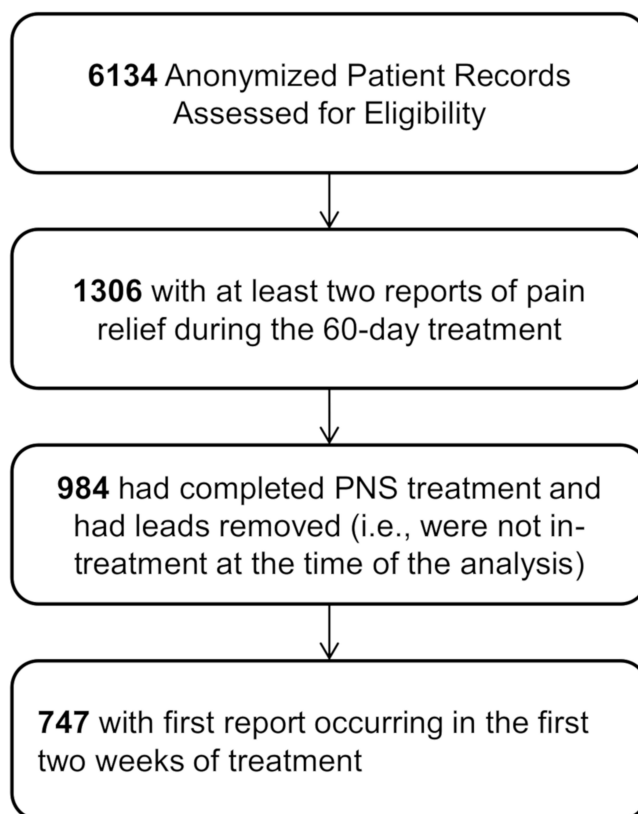 6134 Anonymized Patient Records
Assessed for Eligibility
1306 with at least two reports of pain
relief during the 60-day treatment
984 had completed PNS treatment and
had leads removed (i.e., were not in-
treatment at the time of the analysis)
747 with first report occurring in the first
two weeks of treatment